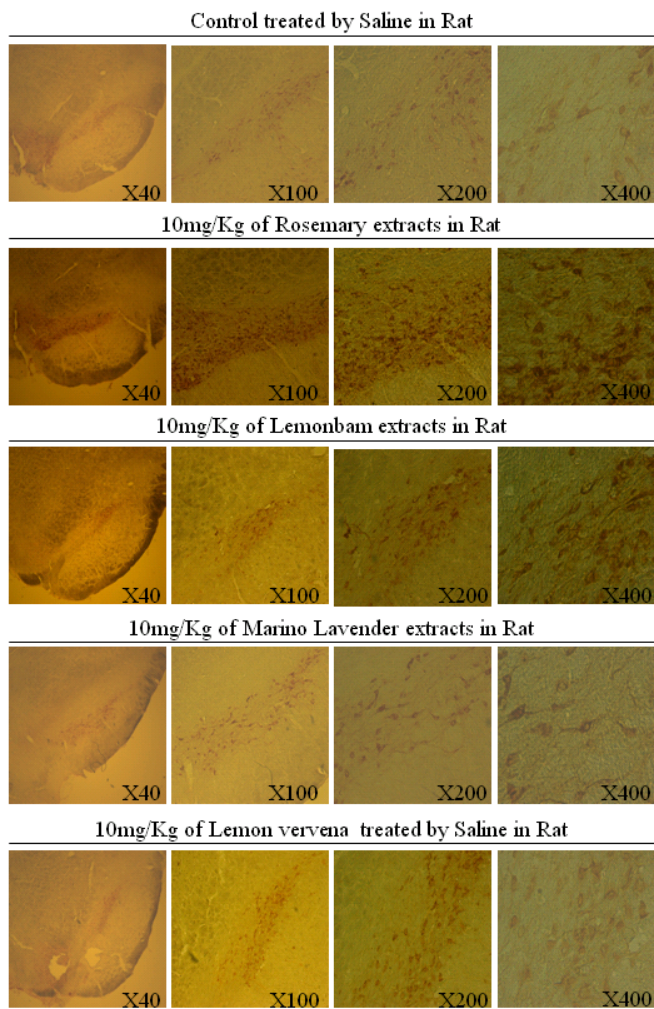 Control treated by Saline in Rat
X40 X100 X200 X400
10mg/Kg of Rosemary extracts in Rat
X40 X100 X200 X400
10mg/Kg of Lemonbam extracts in Rat
X40 X100 X200 X400
10mg/Kg of Marino Lavender extracts in Rat
X40 X100 X200 X400
10mg/Kg of Lemon vervena treated by Saline in Rat
X40 X100 X200 X400